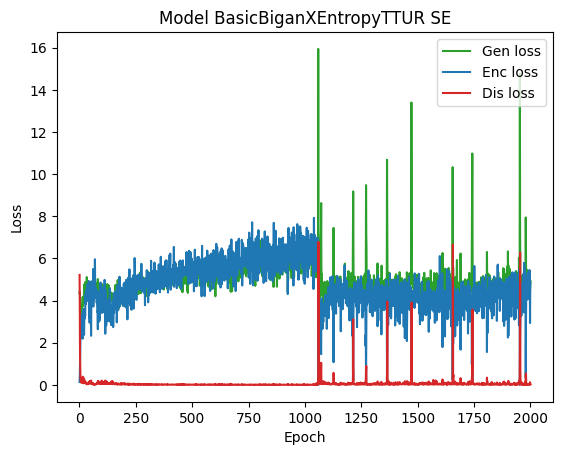 Model BasicBiganXEntropyTTUR SE
Gen loss
Enc loss
Dis loss
Loss
16
14
12
10
8
6
4
2
0
0 250 500 750 1000 1250 1500 1750 2000
Epoch